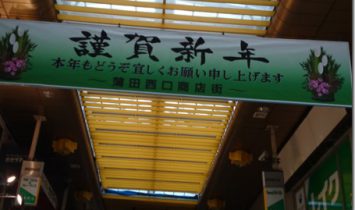 謹賀新年
本年もどうぞ宜しくお願い申し上げます
蒲田西口商店街